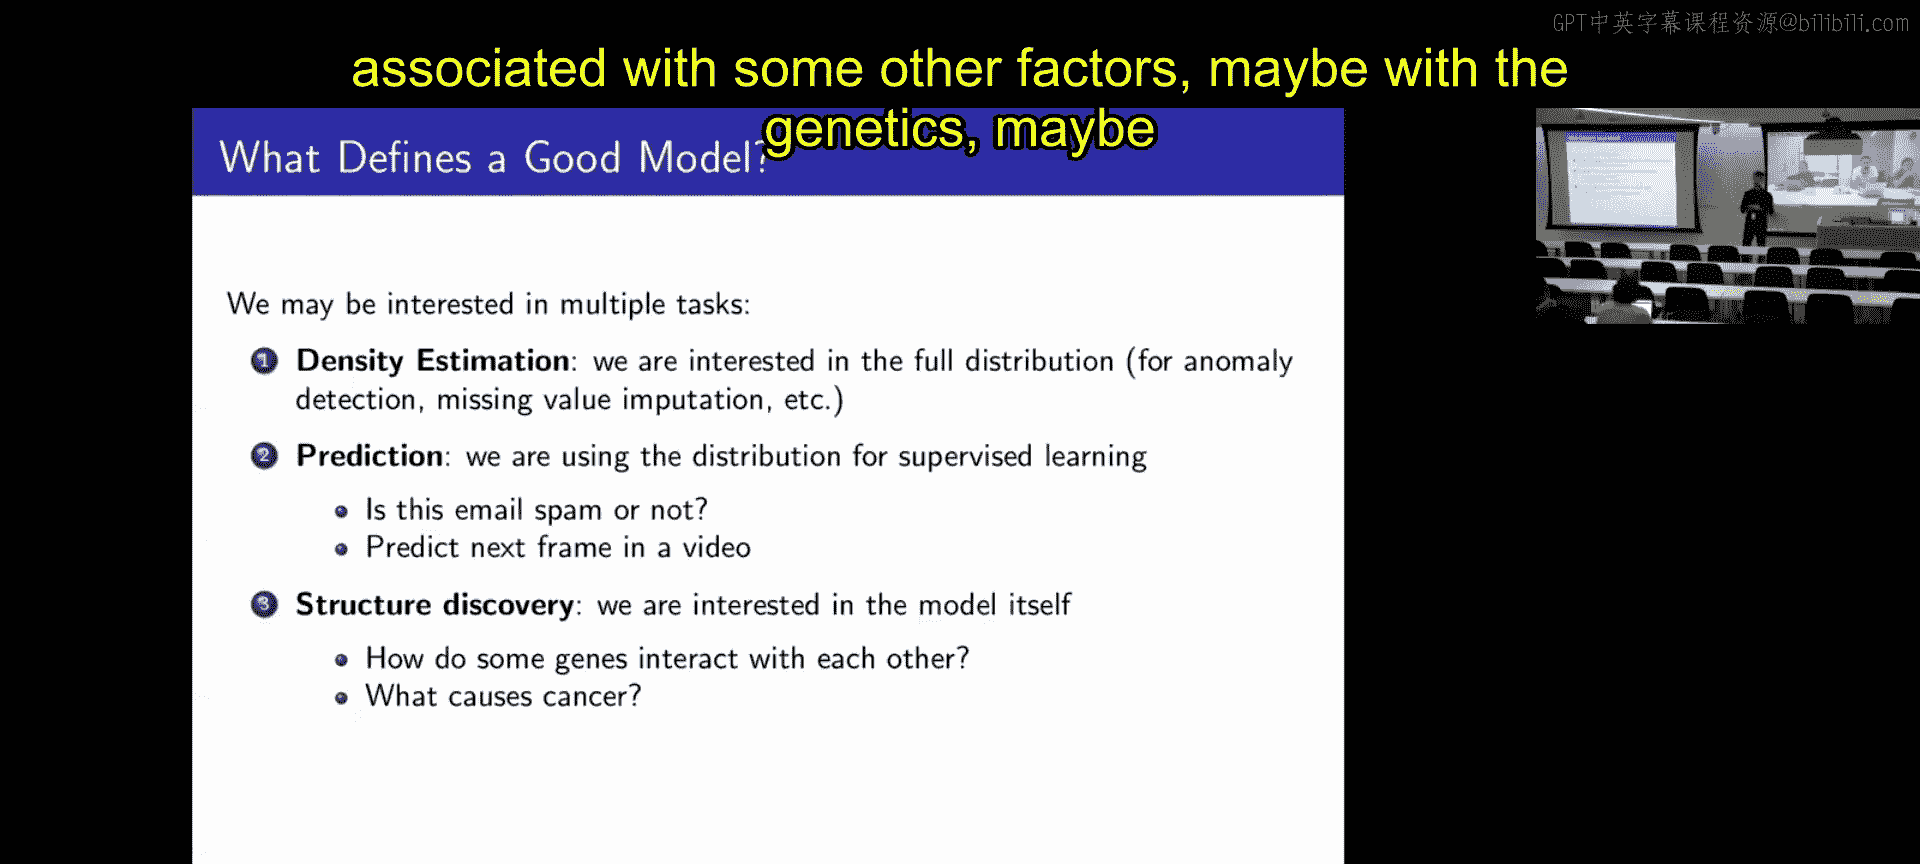 GPT中英字幕课程资源@bilibili.com
associated with some other factors, maybe with the
genetics, maybe
What Defines a Good Model?
We may be interested in multiple tasks:
1 Density Estimation: we are interested in the full distribution (for anomaly
detection, missing value imputation, etc.)
2 Prediction: we are using the distribution for supervised learning
Is this email spam or not?
Predict next frame in a video
3 Structure discovery: we are interested in the model itself
How do some genes interact with each other?
What causes cancer?